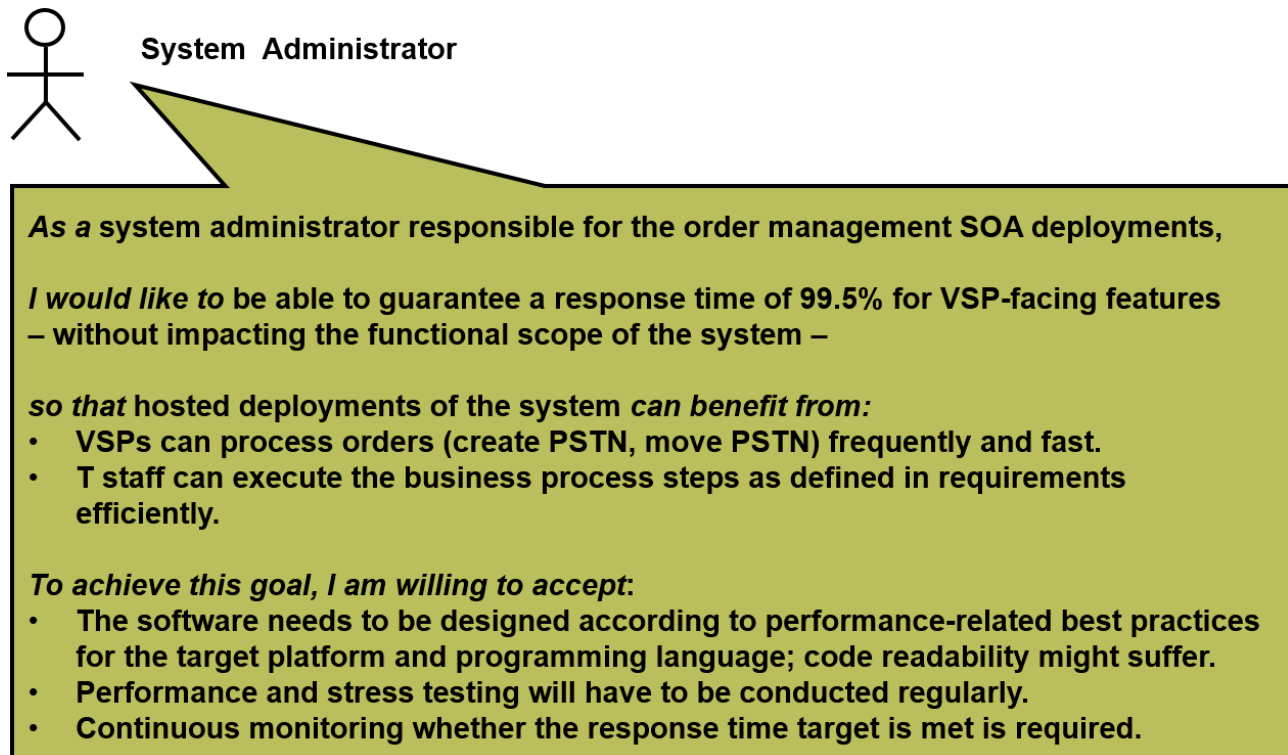 System Administrator
As a system administrator responsible for the order management SOA deployments,
I would like to be able to guarantee a response time of 99.5% for VSP-facing features
– without impacting the functional scope of the system –
so that hosted deployments of the system can benefit from:
• VSPs can process orders (create PSTN, move PSTN) frequently and fast.
• T staff can execute the business process steps as defined in requirements
efficiently.
To achieve this goal, I am willing to accept:
• The software needs to be designed according to performance-related best practices
for the target platform and programming language; code readability might suffer.
• Performance and stress testing will have to be conducted regularly.
• Continuous monitoring whether the response time target is met is required.